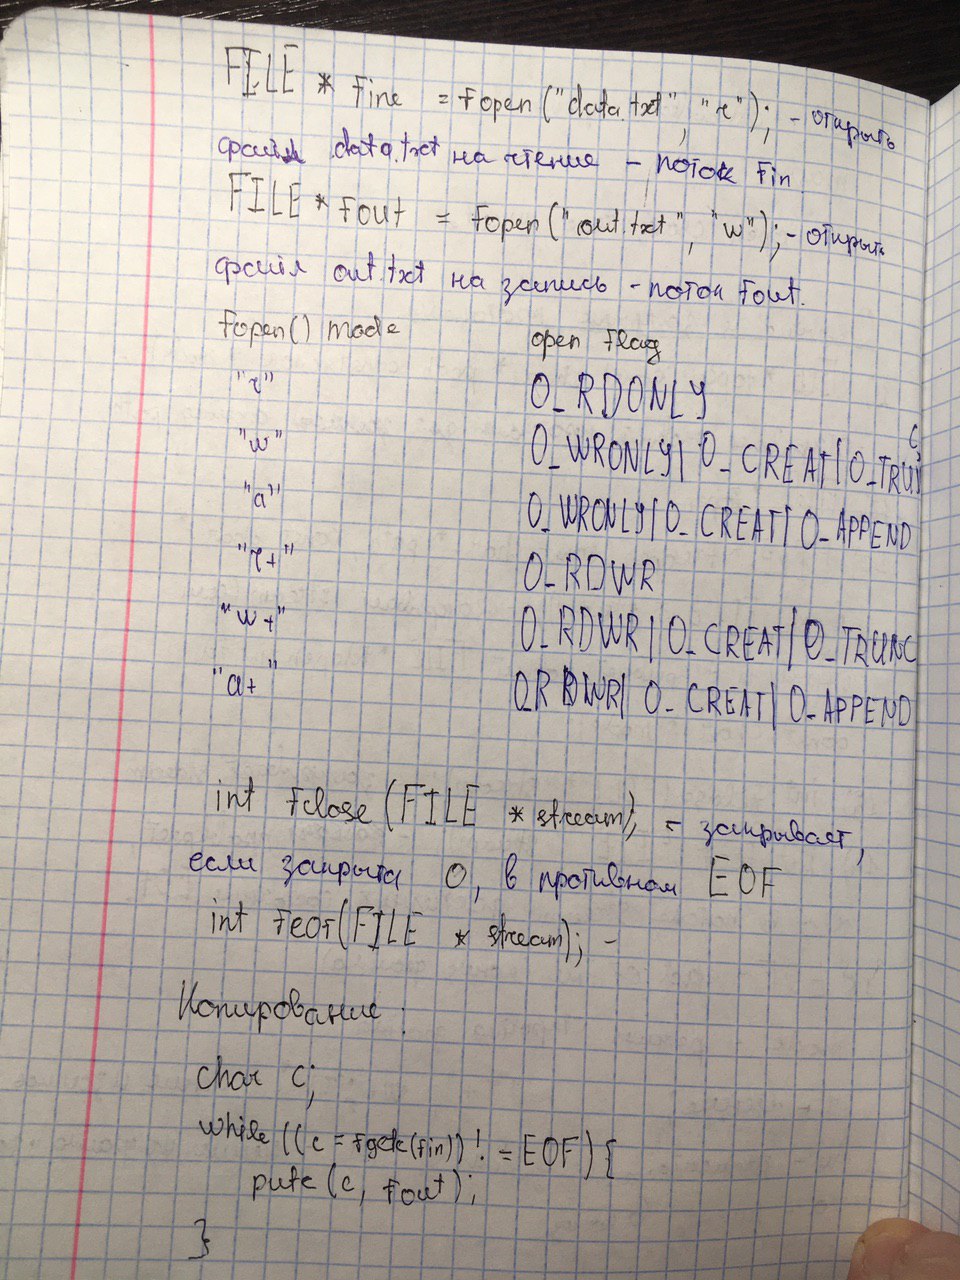 FILE * fine = fopen("data.txt", "r"); - открыть
файл data.txt на чтения - поток fin.
FILE * fout = fopen("out.txt", "w"); - открыть
файл out.txt на запись - поток fout.
fopen() mode open flag
"r" O_RDONLY
"w" O_WRONLY | O_CREAT | O_TRUNC
"a" O_WRONLY | O_CREAT | O_APPEND
"r+" O_RDWR
"w+" O_RDWR | O_CREAT | O_TRUNC
"a+" O_RDWR | O_CREAT | O_APPEND
int fclose (FILE * stream); - закрывает,
если закрыта 0, в противном EOF
int feof(FILE * stream); -
Копирование:
char c;
while ((c = fgetc(fin)) != EOF) {
putc (c, fout);
}